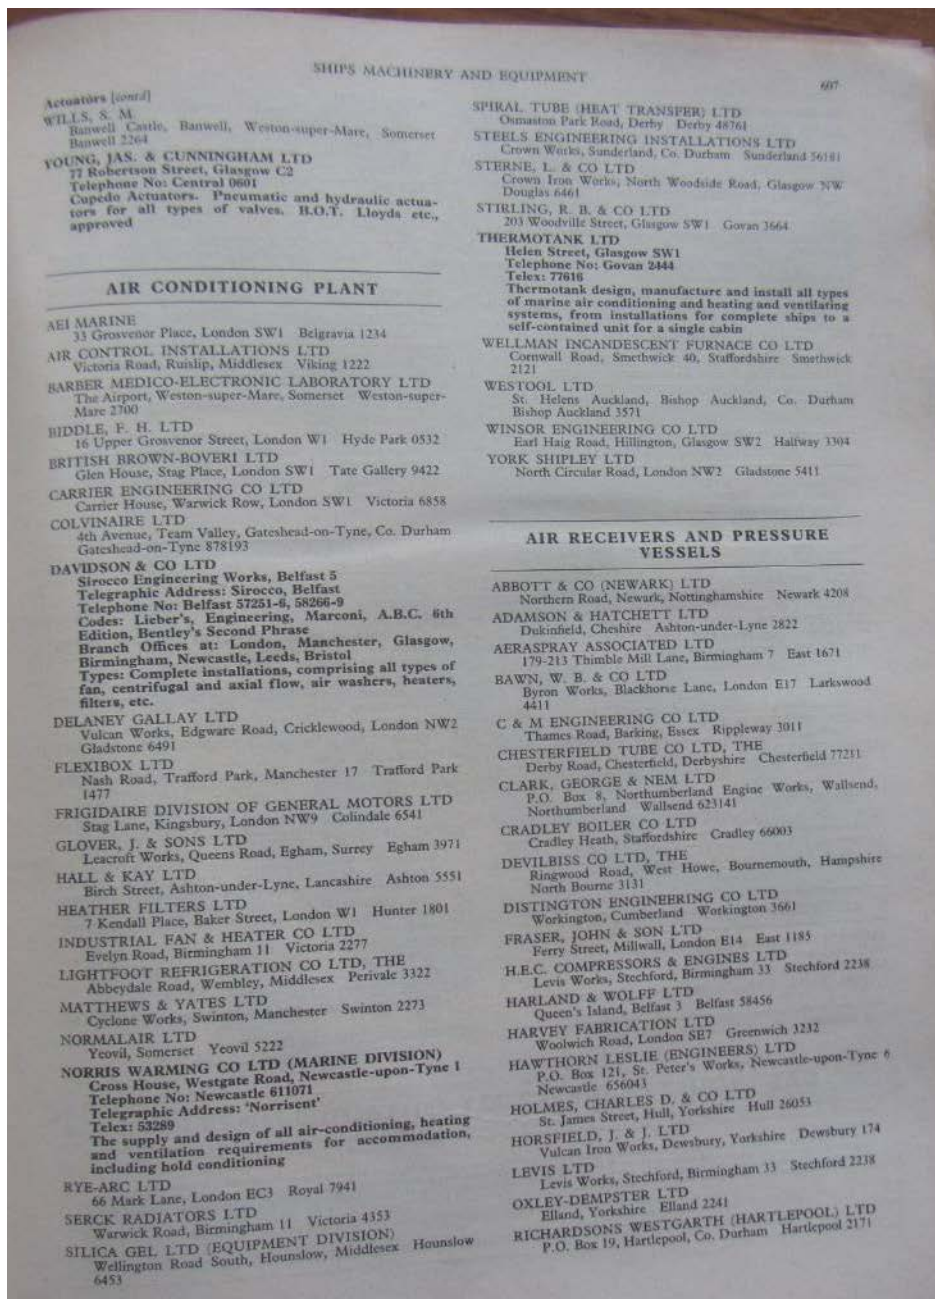 SHIPS MACHINERY AND EQUIPMENT
607
Actuators [contd]
WILLS, S. M.
Banwell Castle, Banwell, Weston-super-Mare, Somerset
Banwell 2264
YOUNG, JAS. & CUNNINGHAM LTD
77 Robertson Street, Glasgow C2
Telephone No: Central 0601
Copedo Actuators. Pneumatic and hydraulic actua-
tors for all types of valves. B.O.T. Lloyds etc.,
approved
AIR CONDITIONING PLANT
AEI MARINE
33 Grosvenor Place, London SW1 Belgravia 1234
AIR CONTROL INSTALLATIONS LTD
Victoria Road, Ruislip, Middlesex Viking 1222
BARBER MEDICO-ELECTRONIC LABORATORY LTD
The Airport, Weston-super-Mare, Somerset Weston-super-
Mare 2700
BIDDLE, F. H. LTD
16 Upper Grosvenor Street, London W1 Hyde Park 0532
BRITISH BROWN-BOVERI LTD
Glen House, Stag Place, London SW1 Tate Gallery 9422
CARRIER ENGINEERING CO LTD
Carrier House, Warwick Row, London SW1 Victoria 6858
COLVINAIRE LTD
4th Avenue, Team Valley, Gateshead-on-Tyne, Co. Durham
Gateshead-on-Tyne 878193
DAVIDSON & CO LTD
Sirocco Engineering Works, Belfast 5
Telegraphic Address: Sirocco, Belfast
Telephone No: Belfast 57251-6, 58266-9
Codes: Lieber's, Engineering, Marconi, A.B.C. 6th
Edition, Bentley's Second Phrase
Branch Offices at: London, Manchester, Glasgow,
Birmingham, Newcastle, Leeds, Bristol
Types: Complete installations, comprising all types of
fan, centrifugal and axial flow, air washers, heaters,
filters, etc.
DELANEY GALLAY LTD
Vulcan Works, Edgware Road, Cricklewood, London NW2
Gladstone 6491
FLEXIBOX LTD
Nash Road, Trafford Park, Manchester 17 Trafford Park
1477
FRIGIDAIRE DIVISION OF GENERAL MOTORS LTD
Stag Lane, Kingsbury, London NW9 Colindale 6541
GLOVER, J. & SONS LTD
Leacroft Works, Queens Road, Egham, Surrey Egham 3971
HALL & KAY LTD
Birch Street, Ashton-under-Lyne, Lancashire Ashton 5551
HEATHER FILTERS LTD
7 Kendall Place, Baker Street, London W1 Hunter 1801
INDUSTRIAL FAN & HEATER CO LTD
Evelyn Road, Birmingham 11 Victoria 2277
LIGHTFOOT REFRIGERATION CO LTD, THE
Abbeydale Road, Wembley, Middlesex Perivale 3322
MATTHEWS & YATES LTD
Cyclone Works, Swinton, Manchester Swinton 2273
NORMALAIR LTD
Yeovil, Somerset Yeovil 5222
NORRIS WARMING CO LTD (MARINE DIVISION)
Cross House, Westgate Road, Newcastle-upon-Tyne 1
Telephone No: Newcastle 611071
Telegraphic Address: 'Norrisent'
Telex: 53289
The supply and design of all air-conditioning, heating
and ventilation requirements for accommodation,
including hold conditioning
RYE-ARC LTD
66 Mark Lane, London EC3 Royal 7941
SERCK RADIATORS LTD
Warwick Road, Birmingham 11 Victoria 4353
SILICA GEL LTD (EQUIPMENT DIVISION)
Wellington Road South, Hounslow, Middlesex Hounslow
6453
SPIRAL TUBE (HEAT TRANSFER) LTD
Osmaston Park Road, Derby Derby 48761
STEELS ENGINEERING INSTALLATIONS LTD
Crown Works, Sunderland, Co. Durham Sunderland 56181
STERNE, L. & CO LTD
Crown Iron Works, North Woodside Road, Glasgow NW
Douglas 6461
STIRLING, R. B. & CO LTD
203 Woodville Street, Glasgow SW1 Govan 3664
THERMOTANK LTD
Helen Street, Glasgow SW1
Telephone No: Govan 2444
Telex: 77616
Thermotank design, manufacture and install all types
of marine air conditioning and heating and ventilating
systems, from installations for complete ships to a
self-contained unit for a single cabin
WELLMAN INCANDESCENT FURNACE CO LTD
Cornwall Road, Smethwick 40, Staffordshire Smethwick
2121
WESTOOL LTD
St. Helens Auckland, Bishop Auckland, Co. Durham
Bishop Auckland 3571
WINSOR ENGINEERING CO LTD
Earl Haig Road, Hillington, Glasgow SW2 Halfway 3304
YORK SHIPLEY LTD
North Circular Road, London NW2 Gladstone 5411
AIR RECEIVERS AND PRESSURE
VESSELS
ABBOTT & CO (NEWARK) LTD
Northern Road, Newark, Nottinghamshire Newark 4208
ADAMSON & HATCHETT LTD
Dukinfield, Cheshire Ashton-under-Lyne 2822
AERASPRAY ASSOCIATED LTD
179-213 Thimble Mill Lane, Birmingham 7 East 1671
BAWN, W. B. & CO LTD
Byron Works, Blackhorse Lane, London E17 Larkswood
4411
C & M ENGINEERING CO LTD
Thames Road, Barking, Essex Rippleway 3011
CHESTERFIELD TUBE CO LTD, THE
Derby Road, Chesterfield, Derbyshire Chesterfield 77211
CLARK, GEORGE & NEM LTD
P.O. Box 8, Northumberland Engine Works, Wallsend,
Northumberland Wallsend 623141
CRADLEY BOILER CO LTD
Cradley Heath, Staffordshire Cradley 66003
DEVILBISS CO LTD, THE
Ringwood Road, West Howe, Bournemouth, Hampshire
North Bourne 3131
DISTINGTON ENGINEERING CO LTD
Workington, Cumberland Workington 3661
FRASER, JOHN & SON LTD
Ferry Street, Millwall, London E14 East 1185
H.E.C. COMPRESSORS & ENGINES LTD
Levis Works, Stechford, Birmingham 33 Stechford 2238
HARLAND & WOLFF LTD
Queen's Island, Belfast 3 Belfast 58456
HARVEY FABRICATION LTD
Woolwich Road, London SE7 Greenwich 3232
HAWTHORN LESLIE (ENGINEERS) LTD
P.O. Box 121, St. Peter's Works, Newcastle-upon-Tyne 6
Newcastle 656043
HOLMES, CHARLES D. & CO LTD
St. James Street, Hull, Yorkshire Hull 26053
HORSFIELD, J. & J. LTD
Vulcan Iron Works, Dewsbury, Yorkshire Dewsbury 174
LEVIS LTD
Levis Works, Stechford, Birmingham 33 Stechford 2238
OXLEY-DEMPSTER LTD
Elland, Yorkshire Elland 2241
RICHARDSONS WESTGARTH (HARTLEPOOL) LTD
P.O. Box 19, Hartlepool, Co. Durham Hartlepool 2171